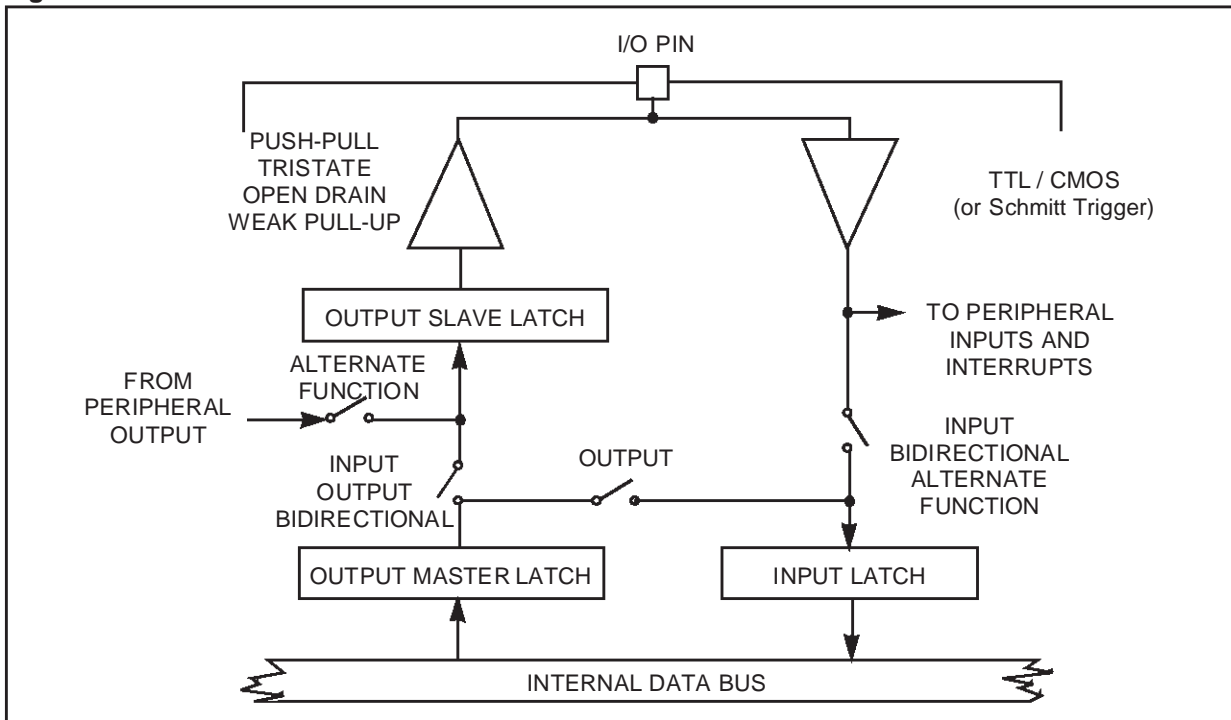 I/O PIN
PUSH-PULL
TRISTATE
OPEN DRAIN
WEAK PULL-UP
TTL / CMOS
(or Schmitt Trigger)
OUTPUT SLAVE LATCH
TO PERIPHERAL
INPUTS AND
INTERRUPTS
ALTERNATE
FUNCTION
FROM
PERIPHERAL
OUTPUT
INPUT
OUTPUT
BIDIRECTIONAL
OUTPUT
INPUT
BIDIRECTIONAL
ALTERNATE
FUNCTION
OUTPUT MASTER LATCH
INPUT LATCH
INTERNAL DATA BUS